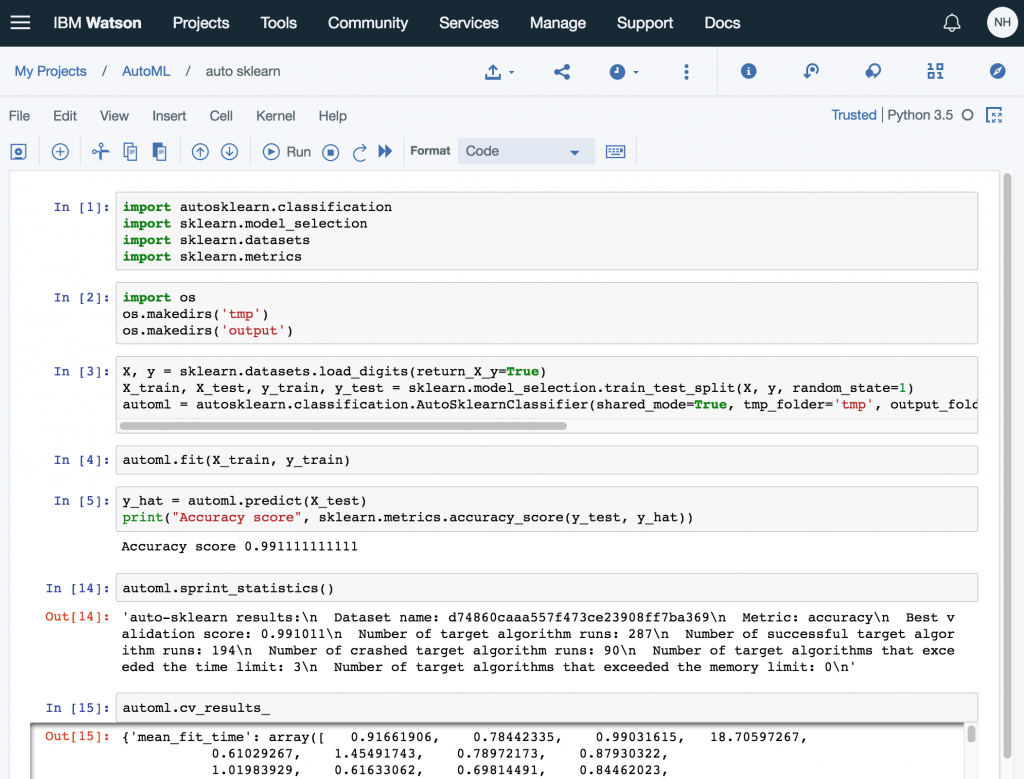 IBM Watson Projects Tools Community Services Manage Support Docs NH
My Projects / AutoML / auto sklearn
File Edit View Insert Cell Kernel Help Trusted | Python 3.5
Run Format Code
In [1]: import autosklearn.classification
import sklearn.model_selection
import sklearn.datasets
import sklearn.metrics
In [2]: import os
os.makedirs('tmp')
os.makedirs('output')
In [3]: X, y = sklearn.datasets.load_digits(return_X_y=True)
X_train, X_test, y_train, y_test = sklearn.model_selection.train_test_split(X, y, random_state=1)
automl = autosklearn.classification.AutoSklearnClassifier(shared_mode=True, tmp_folder='tmp', output_fold
In [4]: automl.fit(X_train, y_train)
In [5]: y_hat = automl.predict(X_test)
print("Accuracy score", sklearn.metrics.accuracy_score(y_test, y_hat))
Accuracy score 0.991111111111
In [14]: automl.sprint_statistics()
Out[14]: 'auto-sklearn results:\n  Dataset name: d74860caaa557f473ce23908ff7ba369\n  Metric: accuracy\n  Best v
alidation score: 0.991011\n  Number of target algorithm runs: 287\n  Number of successful target algor
ithm runs: 194\n  Number of crashed target algorithm runs: 90\n  Number of target algorithms that exce
eded the time limit: 3\n  Number of target algorithms that exceeded the memory limit: 0\n'
In [15]: automl.cv_results_
Out[15]: {'mean_fit_time': array([   0.91661906,    0.78442335,    0.99031615,   18.70597267,
0.61029267,    1.45491743,    0.78972173,    0.87930322,
1.01983929,    0.61633062,    0.69814491,    0.84462023,